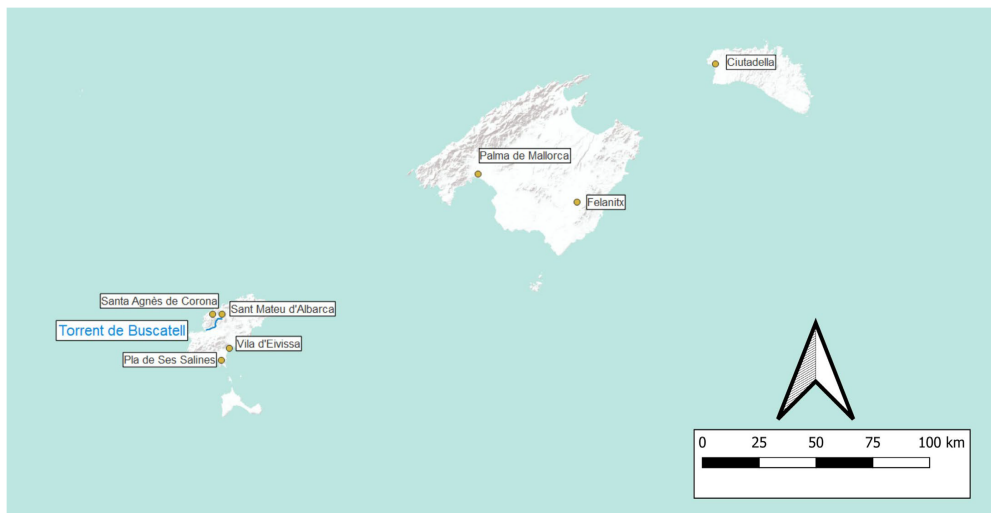 Ciutadella
Palma de Mallorca
Felanitx
Santa Agnès de Corona
Sant Mateu d'Albarca
Torrent de Buscatell
Vila d'Eivissa
Pla de Ses Salines
0 25 50 75 100 km